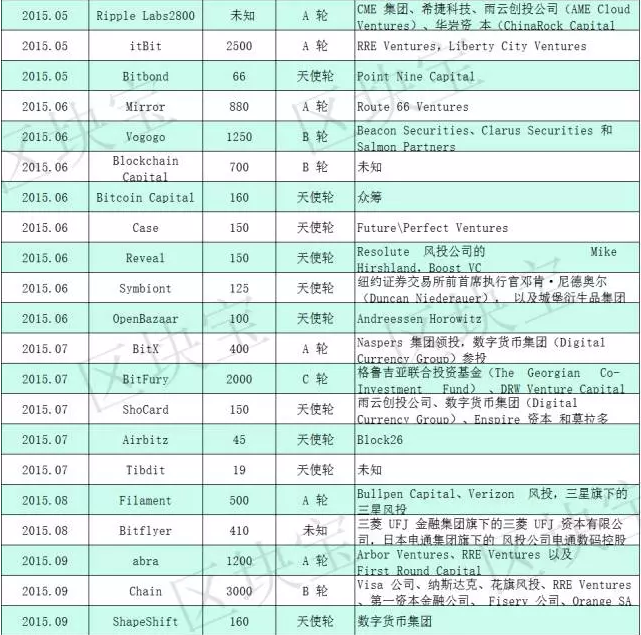 2015.05 Ripple Labs2800 未知 A 轮 CME 集团、希捷科技、雨云创投公司（AME Cloud
Ventures）、华岩资 本（ChinaRock Capital
2015.05 itBit 2500 A 轮 RRE Ventures，Liberty City Ventures
2015.05 Bitbond 66 天使轮 Point Nine Capital
2015.06 Mirror 880 A 轮 Route 66 Ventures
2015.06 Vogogo 1250 B 轮 Beacon Securities、Clarus Securities 和
Salmon Partners
2015.06 Blockchain
Capital 700 B 轮 未知
2015.06 Bitcoin Capital 160 天使轮 众筹
2015.06 Case 150 天使轮 Future\Perfect Ventures
2015.06 Reveal 150 天使轮 Resolute 风投公司的 Mike
Hirshland，Boost VC
2015.06 Symbiont 125 天使轮 纽约证券交易所前首席执行官邓肯·尼德奥尔
（Duncan Niederauer）， 以及城堡衍生品集团
2015.06 OpenBazaar 100 天使轮 Andreessen Horowitz
2015.07 BitX 400 A 轮 Naspers 集团领投，数字货币集团（Digital
Currency Group）参投
2015.07 BitFury 2000 C 轮 格鲁吉亚联合投资基金（The Georgian Co-
Investment Fund）、DRW Venture Capital
2015.07 ShoCard 150 天使轮 雨云创投公司、数字货币集团（Digital
Currency Group）、Enspire 资本 和莫拉多
2015.07 Airbitz 45 天使轮 Block26
2015.07 Tibdit 19 天使轮 未知
2015.08 Filament 500 A 轮 Bullpen Capital、Verizon 风投，三星旗下的
三星风投
2015.08 Bitflyer 410 未知 三菱 UFJ 金融集团旗下的三菱 UFJ 资本有限公
司，日本电通集团旗下的 风投公司电通数码控股
2015.09 abra 1200 A 轮 Arbor Ventures、RRE Ventures 以及
First Round Capital
2015.09 Chain 3000 B 轮 Visa 公司、纳斯达克、花旗风投、RRE Ventures
、第一资本金融公司、 Fiserv 公司、Orange SA
2015.09 ShapeShift 160 天使轮 数字货币集团
区块宝
区块宝
区块宝
区块宝
区块宝
区块宝